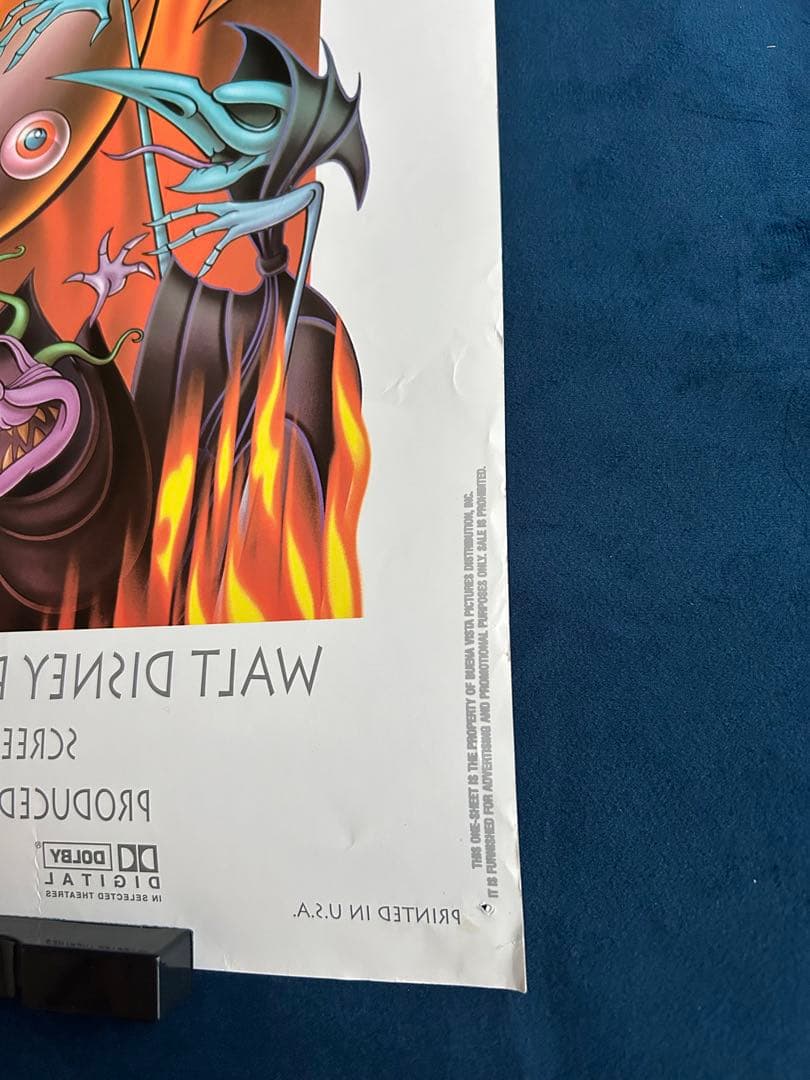 THIS ONE-SHEET IS THE PROPERTY OF BUENA VISTA PICTURES DISTRIBUTION, INC.
IT IS FURNISHED FOR ADVERTISING AND PROMOTIONAL PURPOSES ONLY. SALE IS PROHIBITED.
WALT DISNEY P
SCREE
PRODUCED
DOLBY
DIGITAL
IN SELECTED THEATRES
PRINTED IN U.S.A.